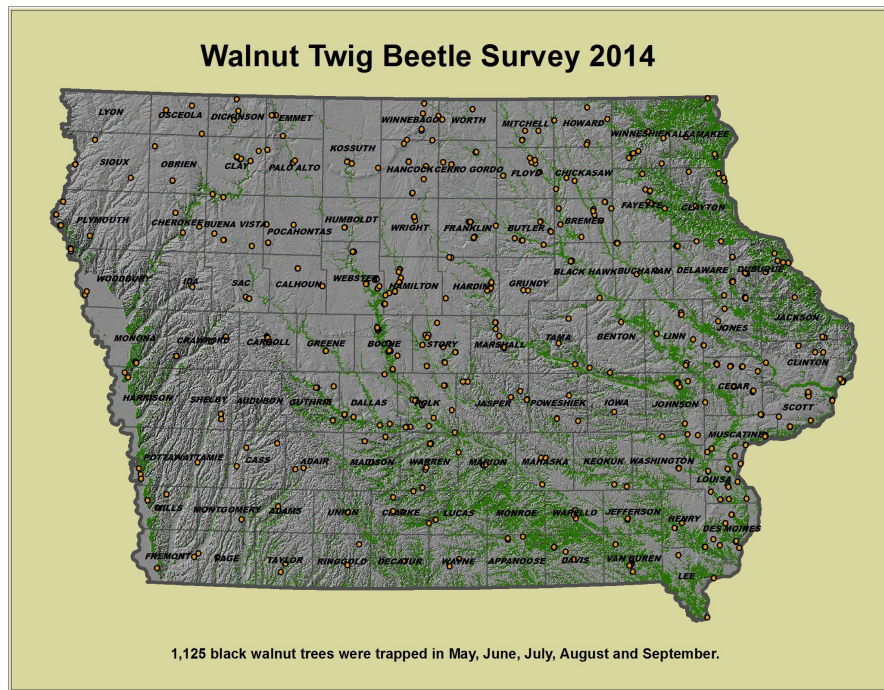 Walnut Twig Beetle Survey 2014
LYON
OSCEOLA
DICKINSON
EMMET
WINNEBAGO
WORTH
MITCHELL
HOWARD
WINNESHIEK
ALLAMAKEE
KOSSUTH
SIOUX
OBRIEN
CLAY
PALO ALTO
HANCOCK
CERRO GORDO
FLOYD
CHICKASAW
PLYMOUTH
CHEROKEE
BUENA VISTA
POCAHONTAS
HUMBOLDT
WRIGHT
FRANKLIN
BUTLER
BREMER
FAYETTE
CLAYTON
WOODBURY
IDA
SAC
CALHOUN
WEBSTER
HAMILTON
HARDIN
GRUNDY
BLACK HAWK
BUCHANAN
DELAWARE
DUBUQUE
MONONA
CRAWFORD
CARROLL
GREENE
BOONE
STORY
MARSHALL
TAMA
BENTON
LINN
JONES
JACKSON
CLINTON
HARRISON
SHELBY
AUDUBON
GUTHRIE
DALLAS
POLK
JASPER
POWESHIEK
IOWA
JOHNSON
CEDAR
SCOTT
MUSCATINE
POTTAWATTAMIE
CASS
ADAIR
MADISON
WARREN
MARION
MAHASKA
KEOKUK
WASHINGTON
LOUISA
MILLS
MONTGOMERY
ADAMS
UNION
CLARKE
LUCAS
MONROE
WAPELLO
JEFFERSON
HENRY
DES MOINES
FREMONT
PAGE
TAYLOR
RINGGOLD
DECATUR
WAYNE
APPANOOSE
DAVIS
VAN BUREN
LEE
1,125 black walnut trees were trapped in May, June, July, August and September.